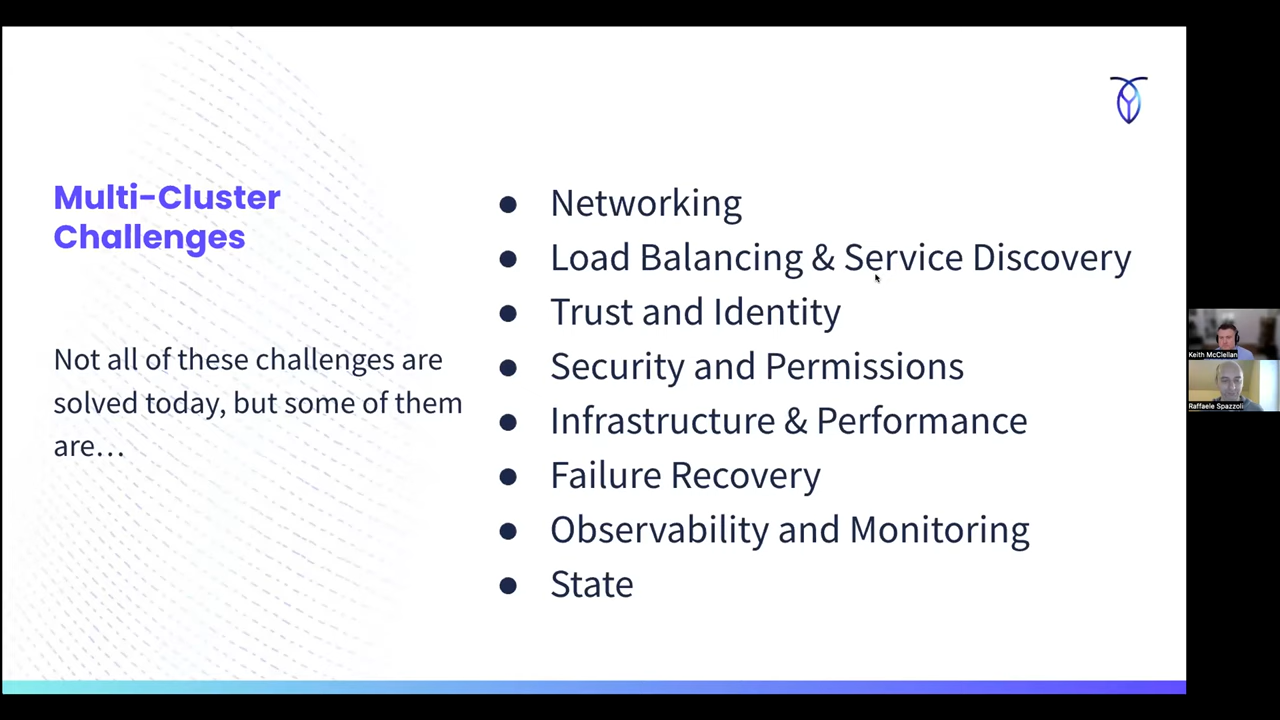 Multi-Cluster
Challenges
Not all of these challenges are
solved today, but some of them
are…
● Networking
● Load Balancing & Service Discovery
● Trust and Identity
● Security and Permissions
● Infrastructure & Performance
● Failure Recovery
● Observability and Monitoring
● State
Keith McClellan
Raffaele Spazzoli